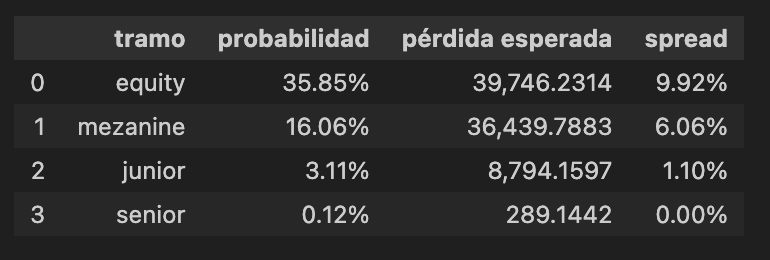 tramo probabilidad pérdida esperada spread
0 equity 35.85% 39,746.2314 9.92%
1 mezanine 16.06% 36,439.7883 6.06%
2 junior 3.11% 8,794.1597 1.10%
3 senior 0.12% 289.1442 0.00%